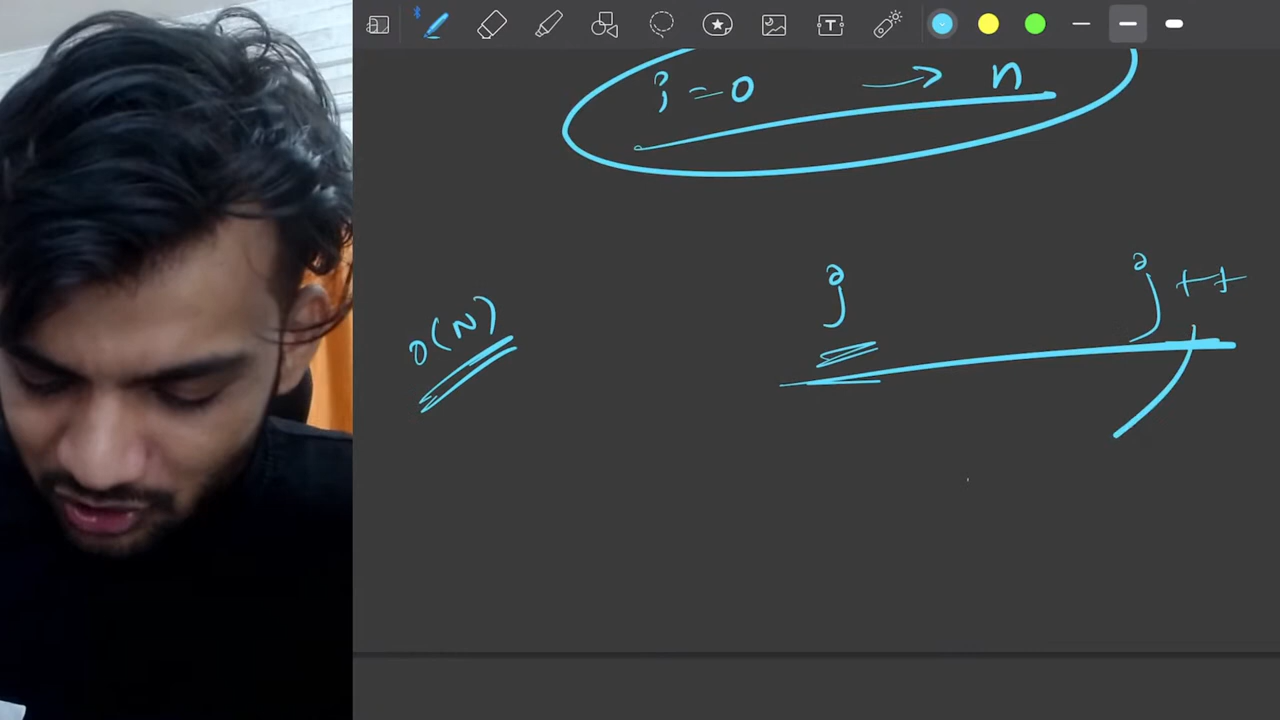 i = 0 → n
j j++
O(N)
T